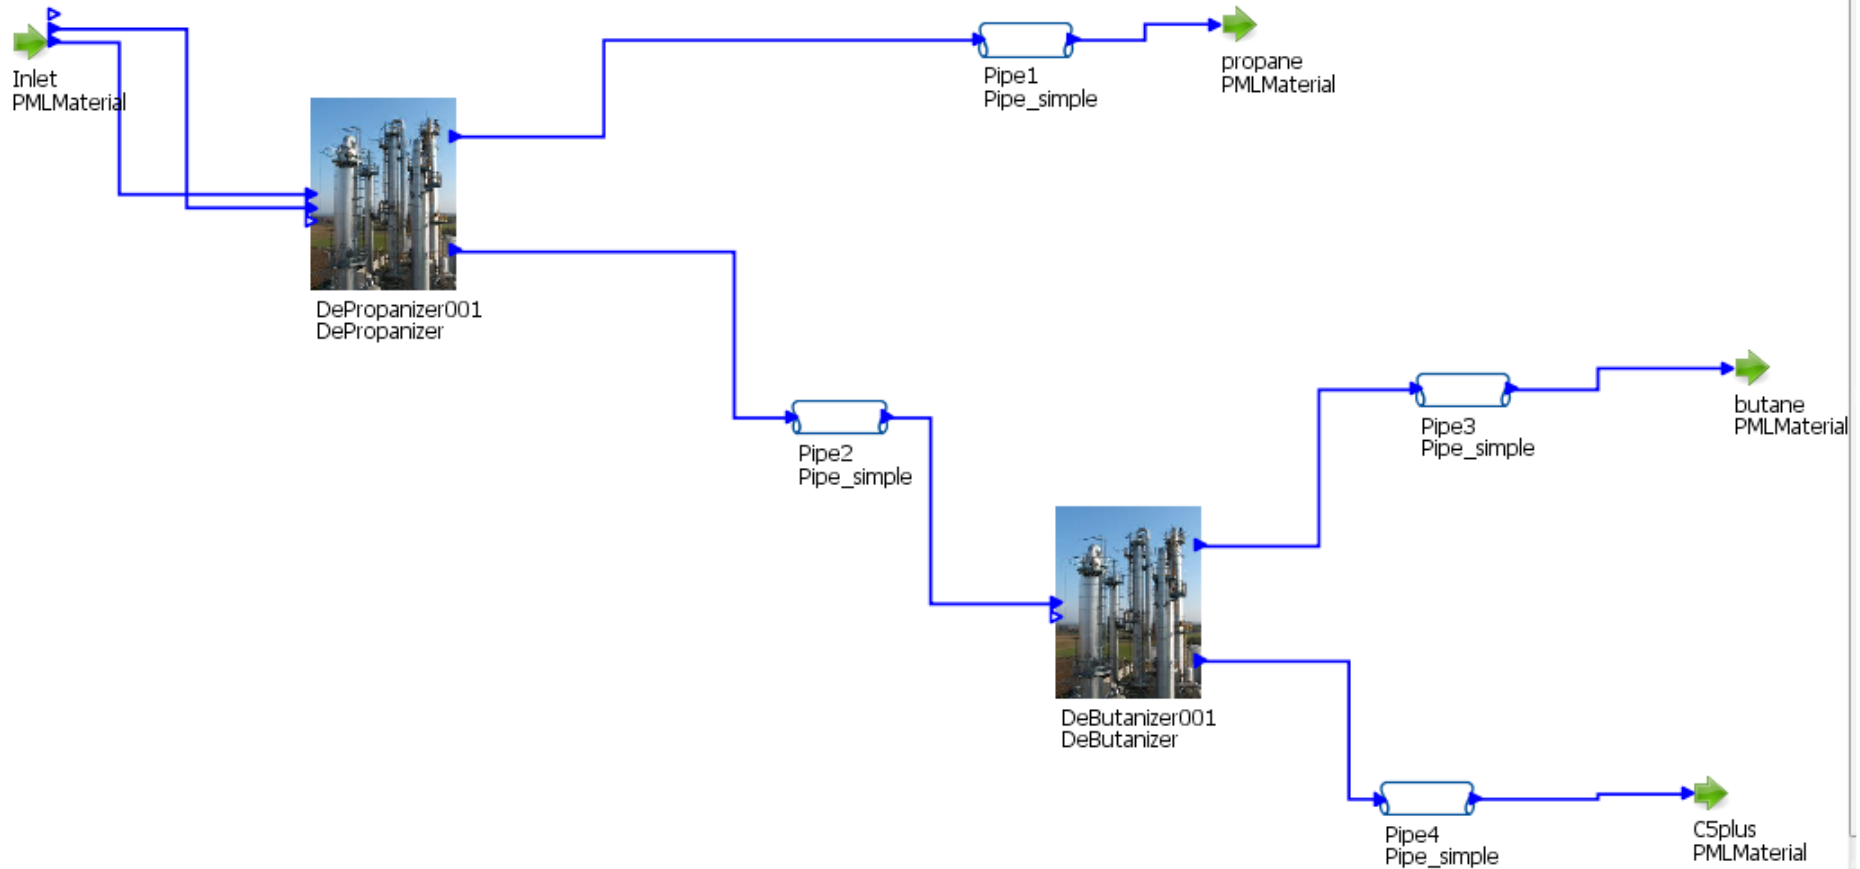 Inlet
PMLMaterial
Pipe1
Pipe_simple
propane
PMLMaterial
DePropanizer001
DePropanizer
Pipe2
Pipe_simple
Pipe3
Pipe_simple
butane
PMLMaterial
DeButanizer001
DeButanizer
Pipe4
Pipe_simple
C5plus
PMLMaterial